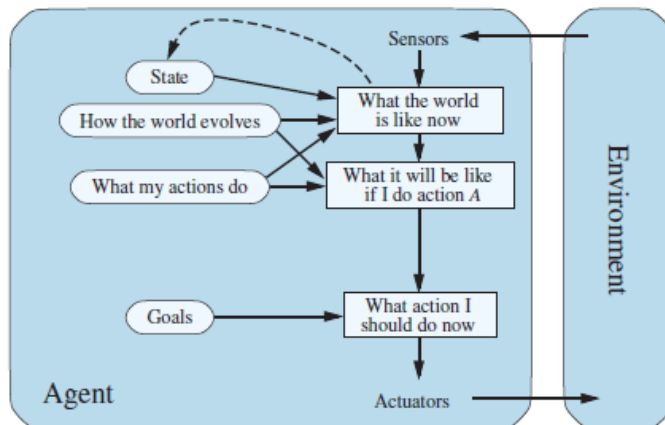 Sensors
State
What the world
is like now
How the world evolves
What my actions do
What it will be like
if I do action A
Goals
What action I
should do now
Agent
Actuators
Environment